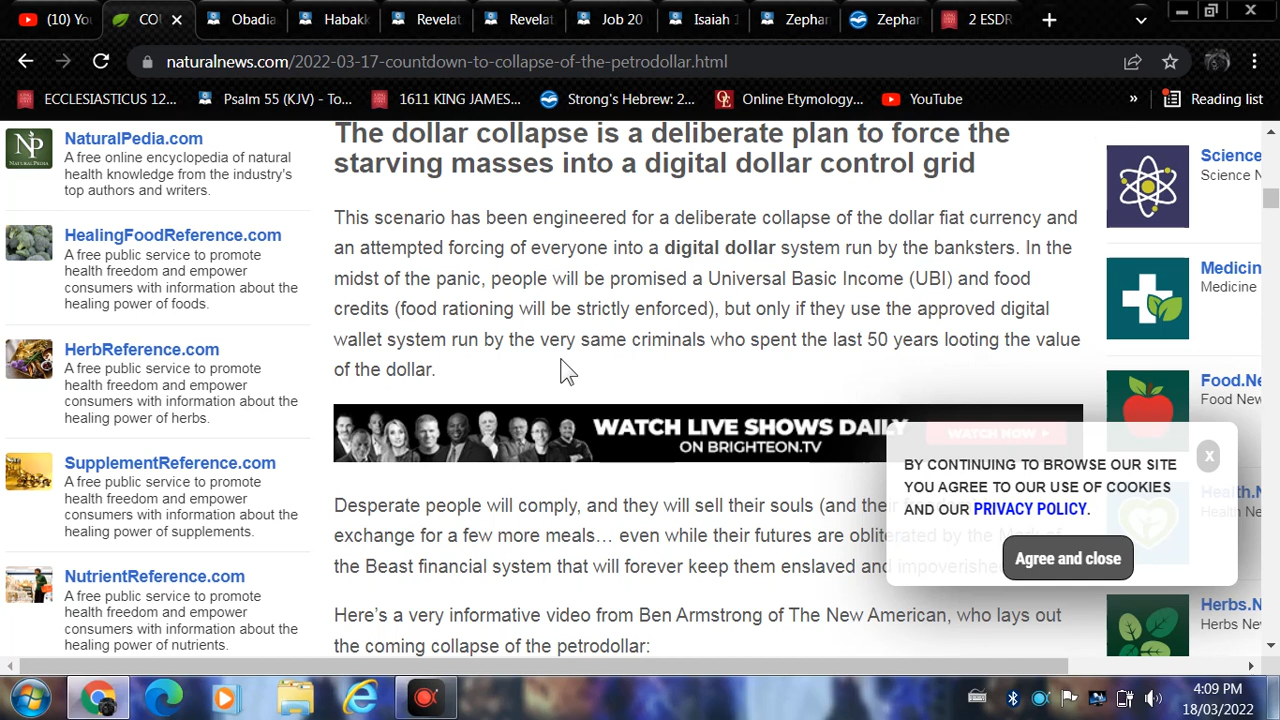 (10) You
COU
Obadia
Habakk
Revelat
Revelat
Job 20
Isaiah 1
Zephar
Zephar
2 ESDR
naturalnews.com/2022-03-17-countdown-to-collapse-of-the-petrodollar.html
ECCLESIASTICUS 12...
Psalm 55 (KJV) - To...
1611 KING JAMES...
Strong's Hebrew: 2...
Online Etymology...
YouTube
»
Reading list
NaturalPedia.com
A free online encyclopedia of natural
health knowledge from the industry's
top authors and writers.
HealingFoodReference.com
A free public service to promote
health freedom and empower
consumers with information about the
healing power of foods.
HerbReference.com
A free public service to promote
health freedom and empower
consumers with information about the
healing power of herbs.
SupplementReference.com
A free public service to promote
health freedom and empower
consumers with information about the
healing power of supplements.
NutrientReference.com
A free public service to promote
health freedom and empower
consumers with information about the
healing power of nutrients.
The dollar collapse is a deliberate plan to force the
starving masses into a digital dollar control grid
This scenario has been engineered for a deliberate collapse of the dollar fiat currency and
an attempted forcing of everyone into a digital dollar system run by the banksters. In the
midst of the panic, people will be promised a Universal Basic Income (UBI) and food
credits (food rationing will be strictly enforced), but only if they use the approved digital
wallet system run by the very same criminals who spent the last 50 years looting the value
of the dollar.
WATCH LIVE SHOWS DAILY
ON BRIGHTEON.TV
WATCH NOW
Desperate people will comply, and they will sell their souls (and their
exchange for a few more meals… even while their futures are obliterated by the Mark of
the Beast financial system that will forever keep them enslaved and impoverished
Here's a very informative video from Ben Armstrong of The New American, who lays out
the coming collapse of the petrodollar:
Science
Science N
Medicin
Medicine
Food.Ne
Food New
Health.N
Health Ne
Herbs.N
Herbs Nev
BY CONTINUING TO BROWSE OUR SITE
YOU AGREE TO OUR USE OF COOKIES
AND OUR PRIVACY POLICY.
x
Agree and close
4:09 PM
18/03/2022